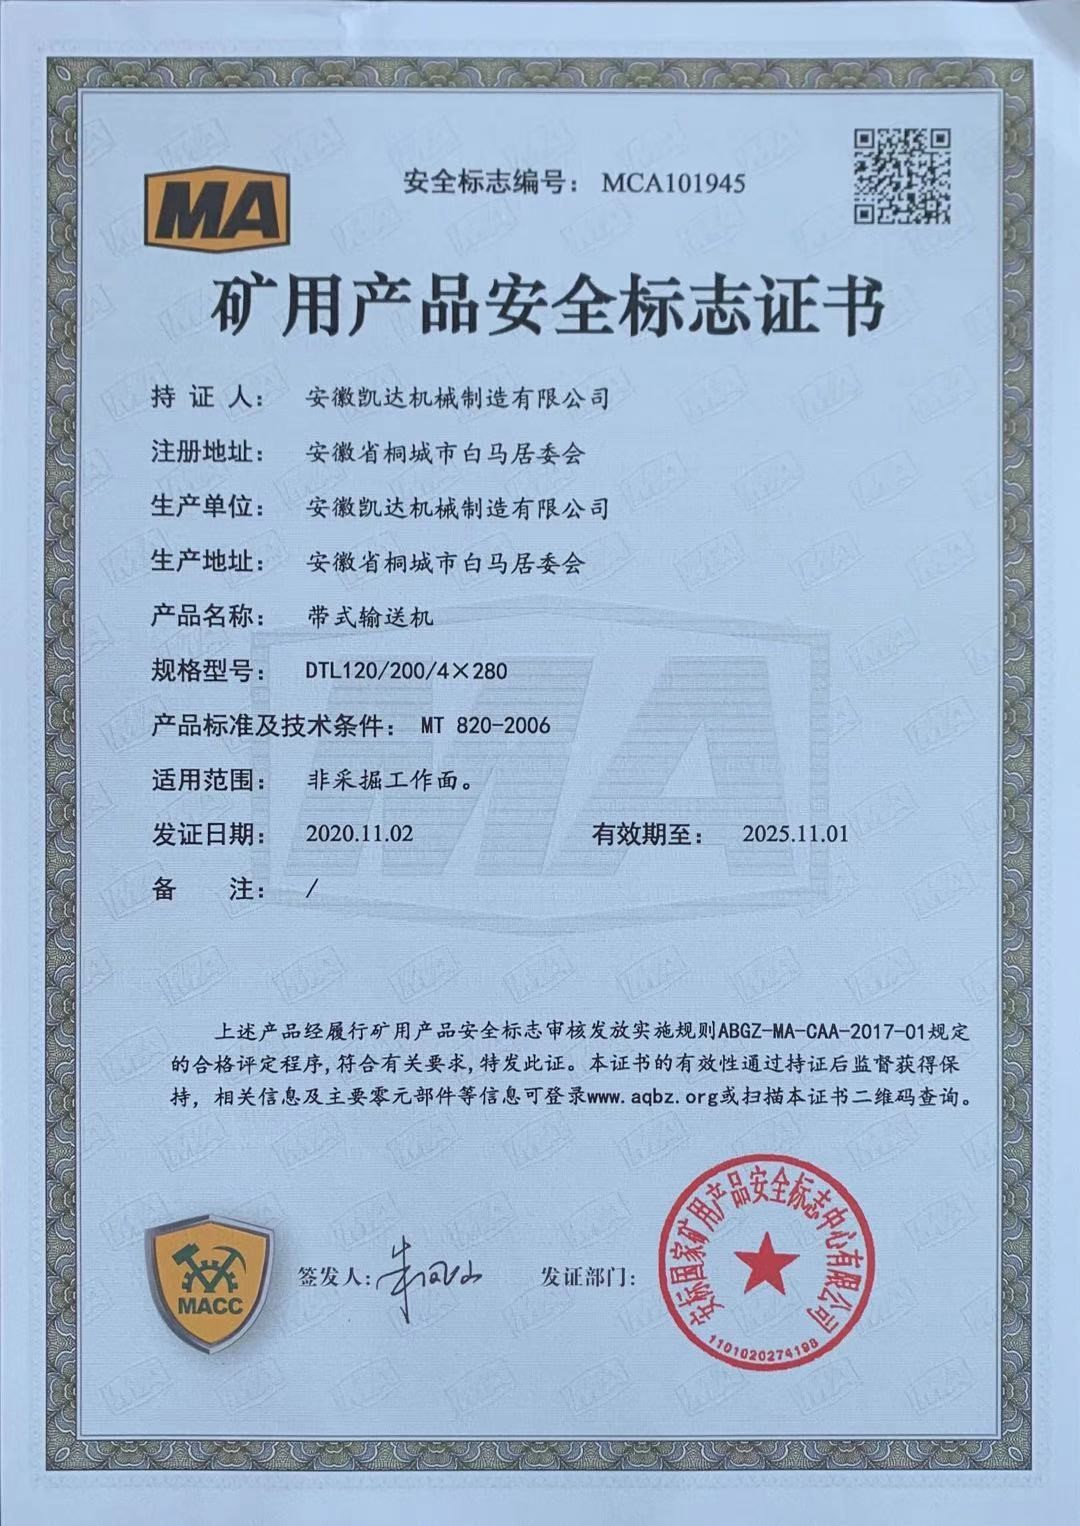 MA
安全标志编号： MCA101945
矿用产品安全标志证书
持 证 人： 安徽凯达机械制造有限公司
注册地址： 安徽省桐城市白马居委会
生产单位： 安徽凯达机械制造有限公司
生产地址： 安徽省桐城市白马居委会
产品名称： 带式输送机
规格型号： DTL120/200/4×280
产品标准及技术条件： MT 820-2006
适用范围： 非采掘工作面。
发证日期： 2020.11.02 有效期至： 2025.11.01
备 注： /
上述产品经履行矿用产品安全标志审核发放实施规则ABGZ-MA-CAA-2017-01规定
的合格评定程序,符合有关要求,特发此证。本证书的有效性通过持证后监督获得保
持，相关信息及主要零元部件等信息可登录www.aqbz.org或扫描本证书二维码查询。
MACC
签发人:
发证部门:
安标国家矿用产品安全标志中心有限公司
1101020274198